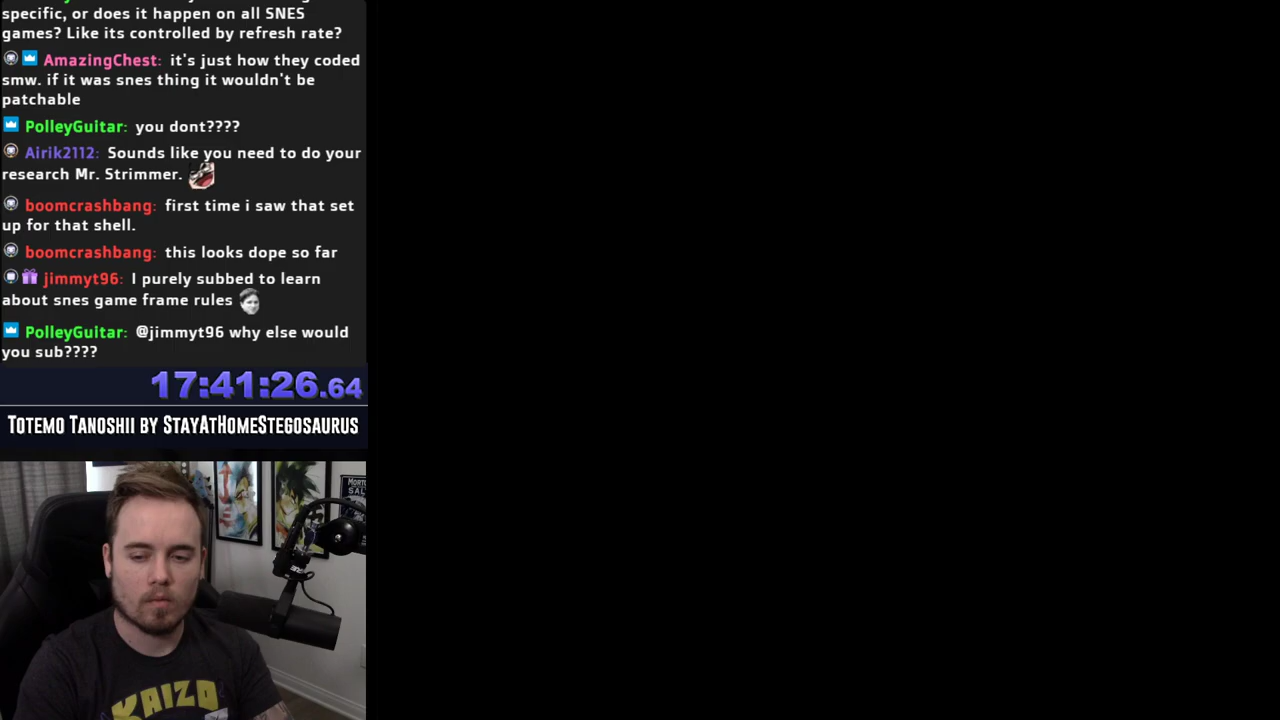 specific, or does it happen on all SNES
games? Like its controlled by refresh rate?
AmazingChest: it's just how they coded
smw. if it was snes thing it wouldn't be
patchable
PolleyGuitar: you dont????
Airik2112: Sounds like you need to do your
research Mr. Strimmer.
boomcrashbang: first time i saw that set
up for that shell.
boomcrashbang: this looks dope so far
jimmyt96: I purely subbed to learn
about snes game frame rules
PolleyGuitar: @jimmyt96 why else would
you sub????
17:41:26.64
TOTEMO TANOSHII BY STAYATHOMESTEGOSAURUS
KAIZO